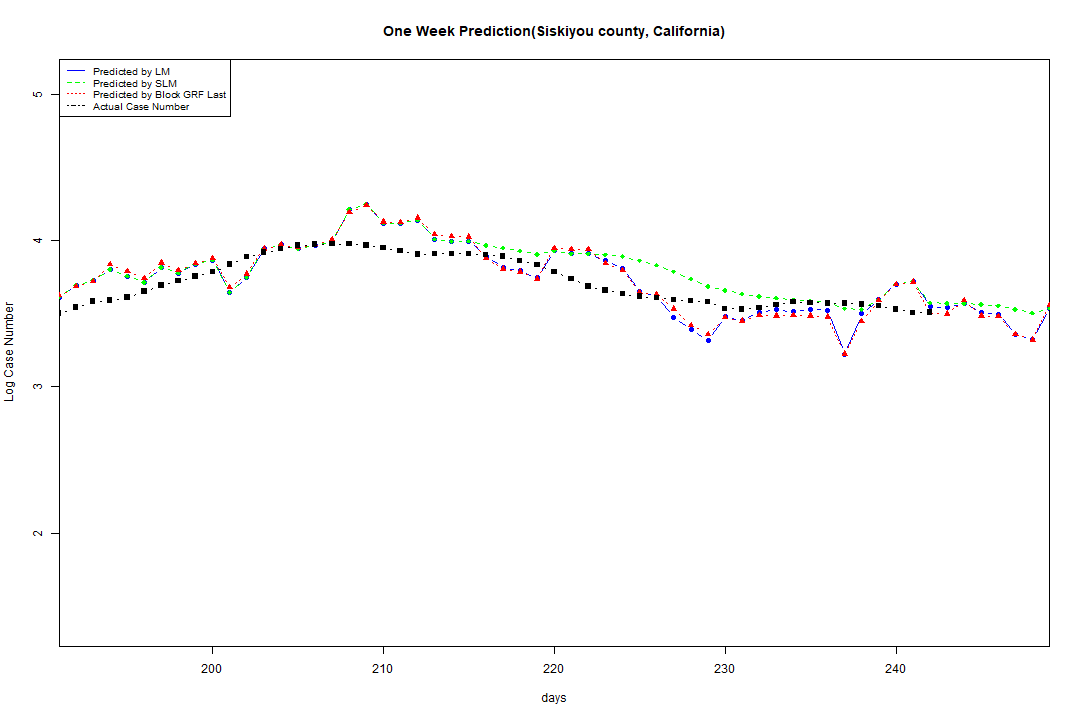 One Week Prediction(Siskiyou county, California)
Predicted by LM
Predicted by SLM
Predicted by Block GRF Last
Actual Case Number
5
4
3
2
Log Case Number
200 210 220 230 240
days